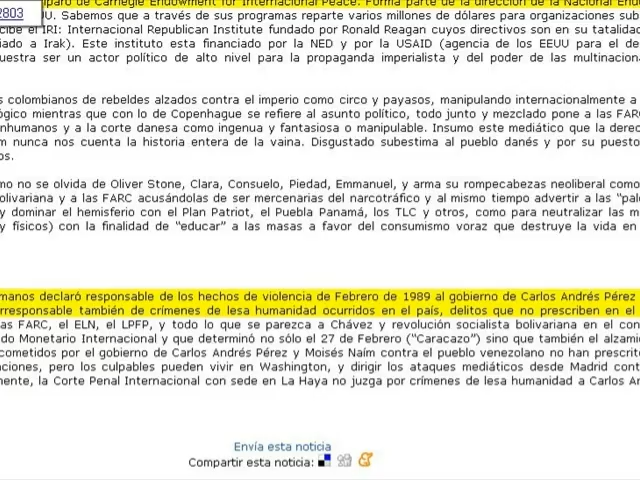 paro de Carnegie Endowment for International Peace. Forma parte de la dirección de la National En
2803
UU. Sabemos que a través de sus programas reparte varios millones de dólares para organizaciones sub
cibe el IRI: International Republican Institute fundado por Ronald Reagan cuyos directivos son en su tatalidad
iado a Irak). Este instituto esta financiado por la NED y por la USAID (agencia de los EEUU para el de
uestra ser un actor político de alto nivel para la propaganda imperialista y del poder de las multinacion
s colombianos de rebeldes alzados contra el imperio como circo y payasos, manipulando internacionalmente a
ógico mientras que con lo de Copenhague se refiere al asunto político, todo junto y mezclado pone a las FARC
nhumanos y a la corte danesa como ingenua y fantasiosa o manipulable. Insumo este mediático que la derec
m nunca nos cuenta la historia entera de la vaina. Disgustado subestima al pueblo danés y por su puesto
os.
mo no se olvida de Oliver Stone, Clara, Consuelo, Piedad, Emmanuel, y arma su rompecabezas neoliberal como
olivariana y a las FARC acusándolas de ser mercenarias del narcotráfico y al mismo tiempo advertir a las “palo
y dominar el hemisferio con el Plan Patriot, el Puebla Panamá, los TLC y otros, como para neutralizar las m
y físicos) con la finalidad de “educar” a las masas a favor del consumismo voraz que destruye la vida en
manos declaró responsable de los hechos de violencia de Febrero de 1989 al gobierno de Carlos Andrés Pérez
rresponsable también de crímenes de lesa humanidad ocurridos en el país, delitos que no prescriben en el
as FARC, el ELN, el LPFP, y todo lo que se parezca a Chávez y revolución socialista bolivariana en el con
do Monetario Internacional y que determinó no sólo el 27 de Febrero (“Caracazo”) sino que también el alzami
cometidos por el gobierno de Carlos Andrés Pérez y Moisés Naím contra el pueblo venezolano no han prescrit
aciones, pero los culpables pueden vivir en Washington, y dirigir los ataques mediáticos desde Madrid cont
mente, la Corte Penal Internacional con sede en La Haya no juzga por crímenes de lesa humanidad a Carlos An
Envía esta noticia
Compartir esta noticia: